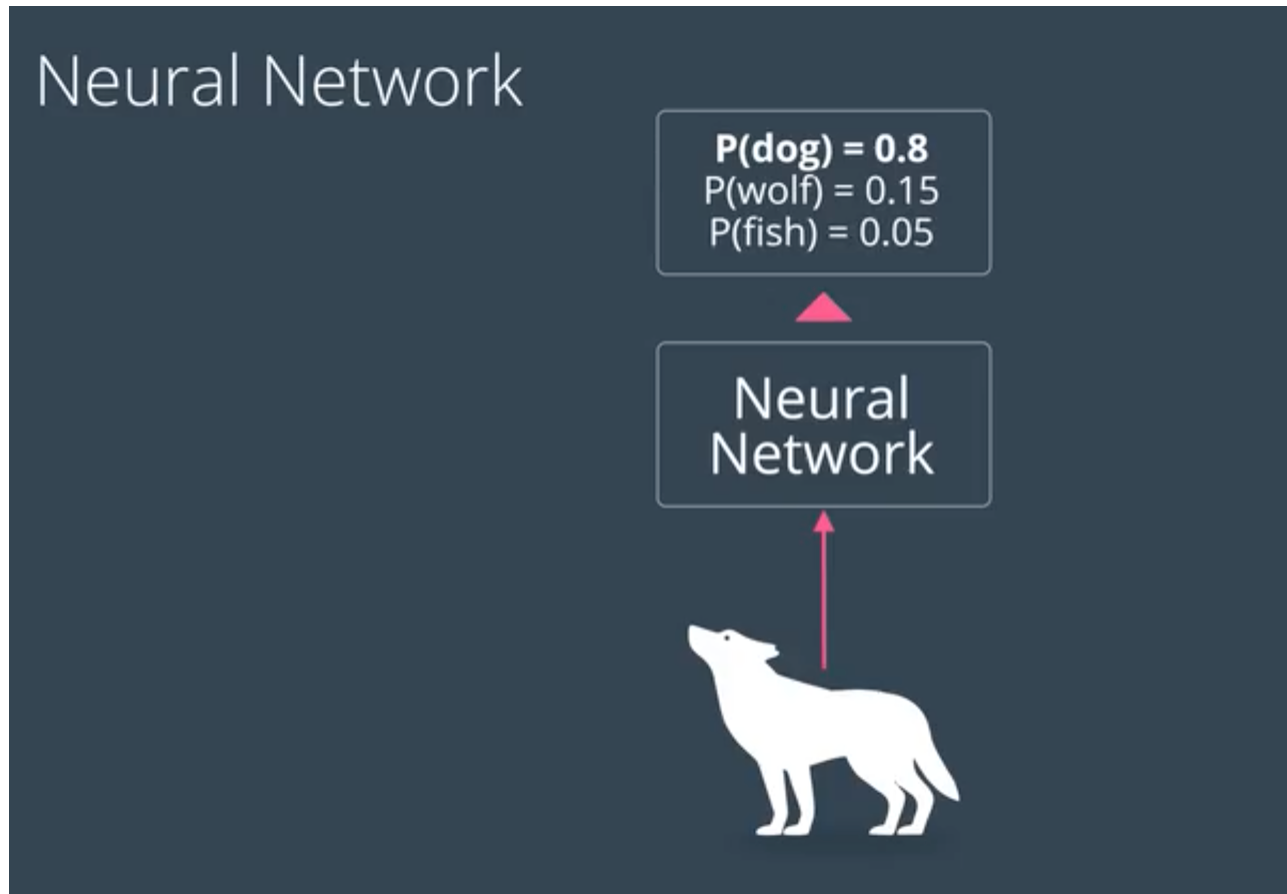 Neural Network
P(dog) = 0.8
P(wolf) = 0.15
P(fish) = 0.05
Neural
Network